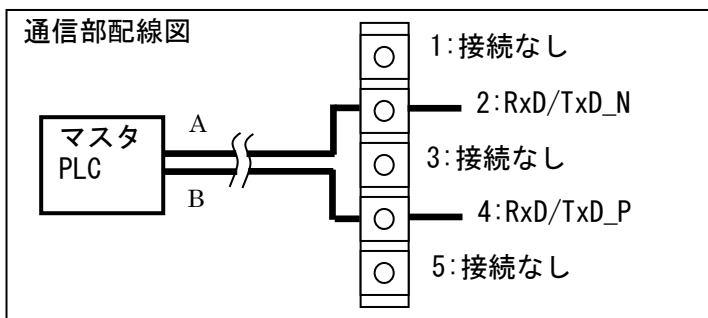 通信部配線図
1:接続なし
2:RxD/TxD_N
A
マスタ
PLC
3:接続なし
B
4:RxD/TxD_P
5:接続なし